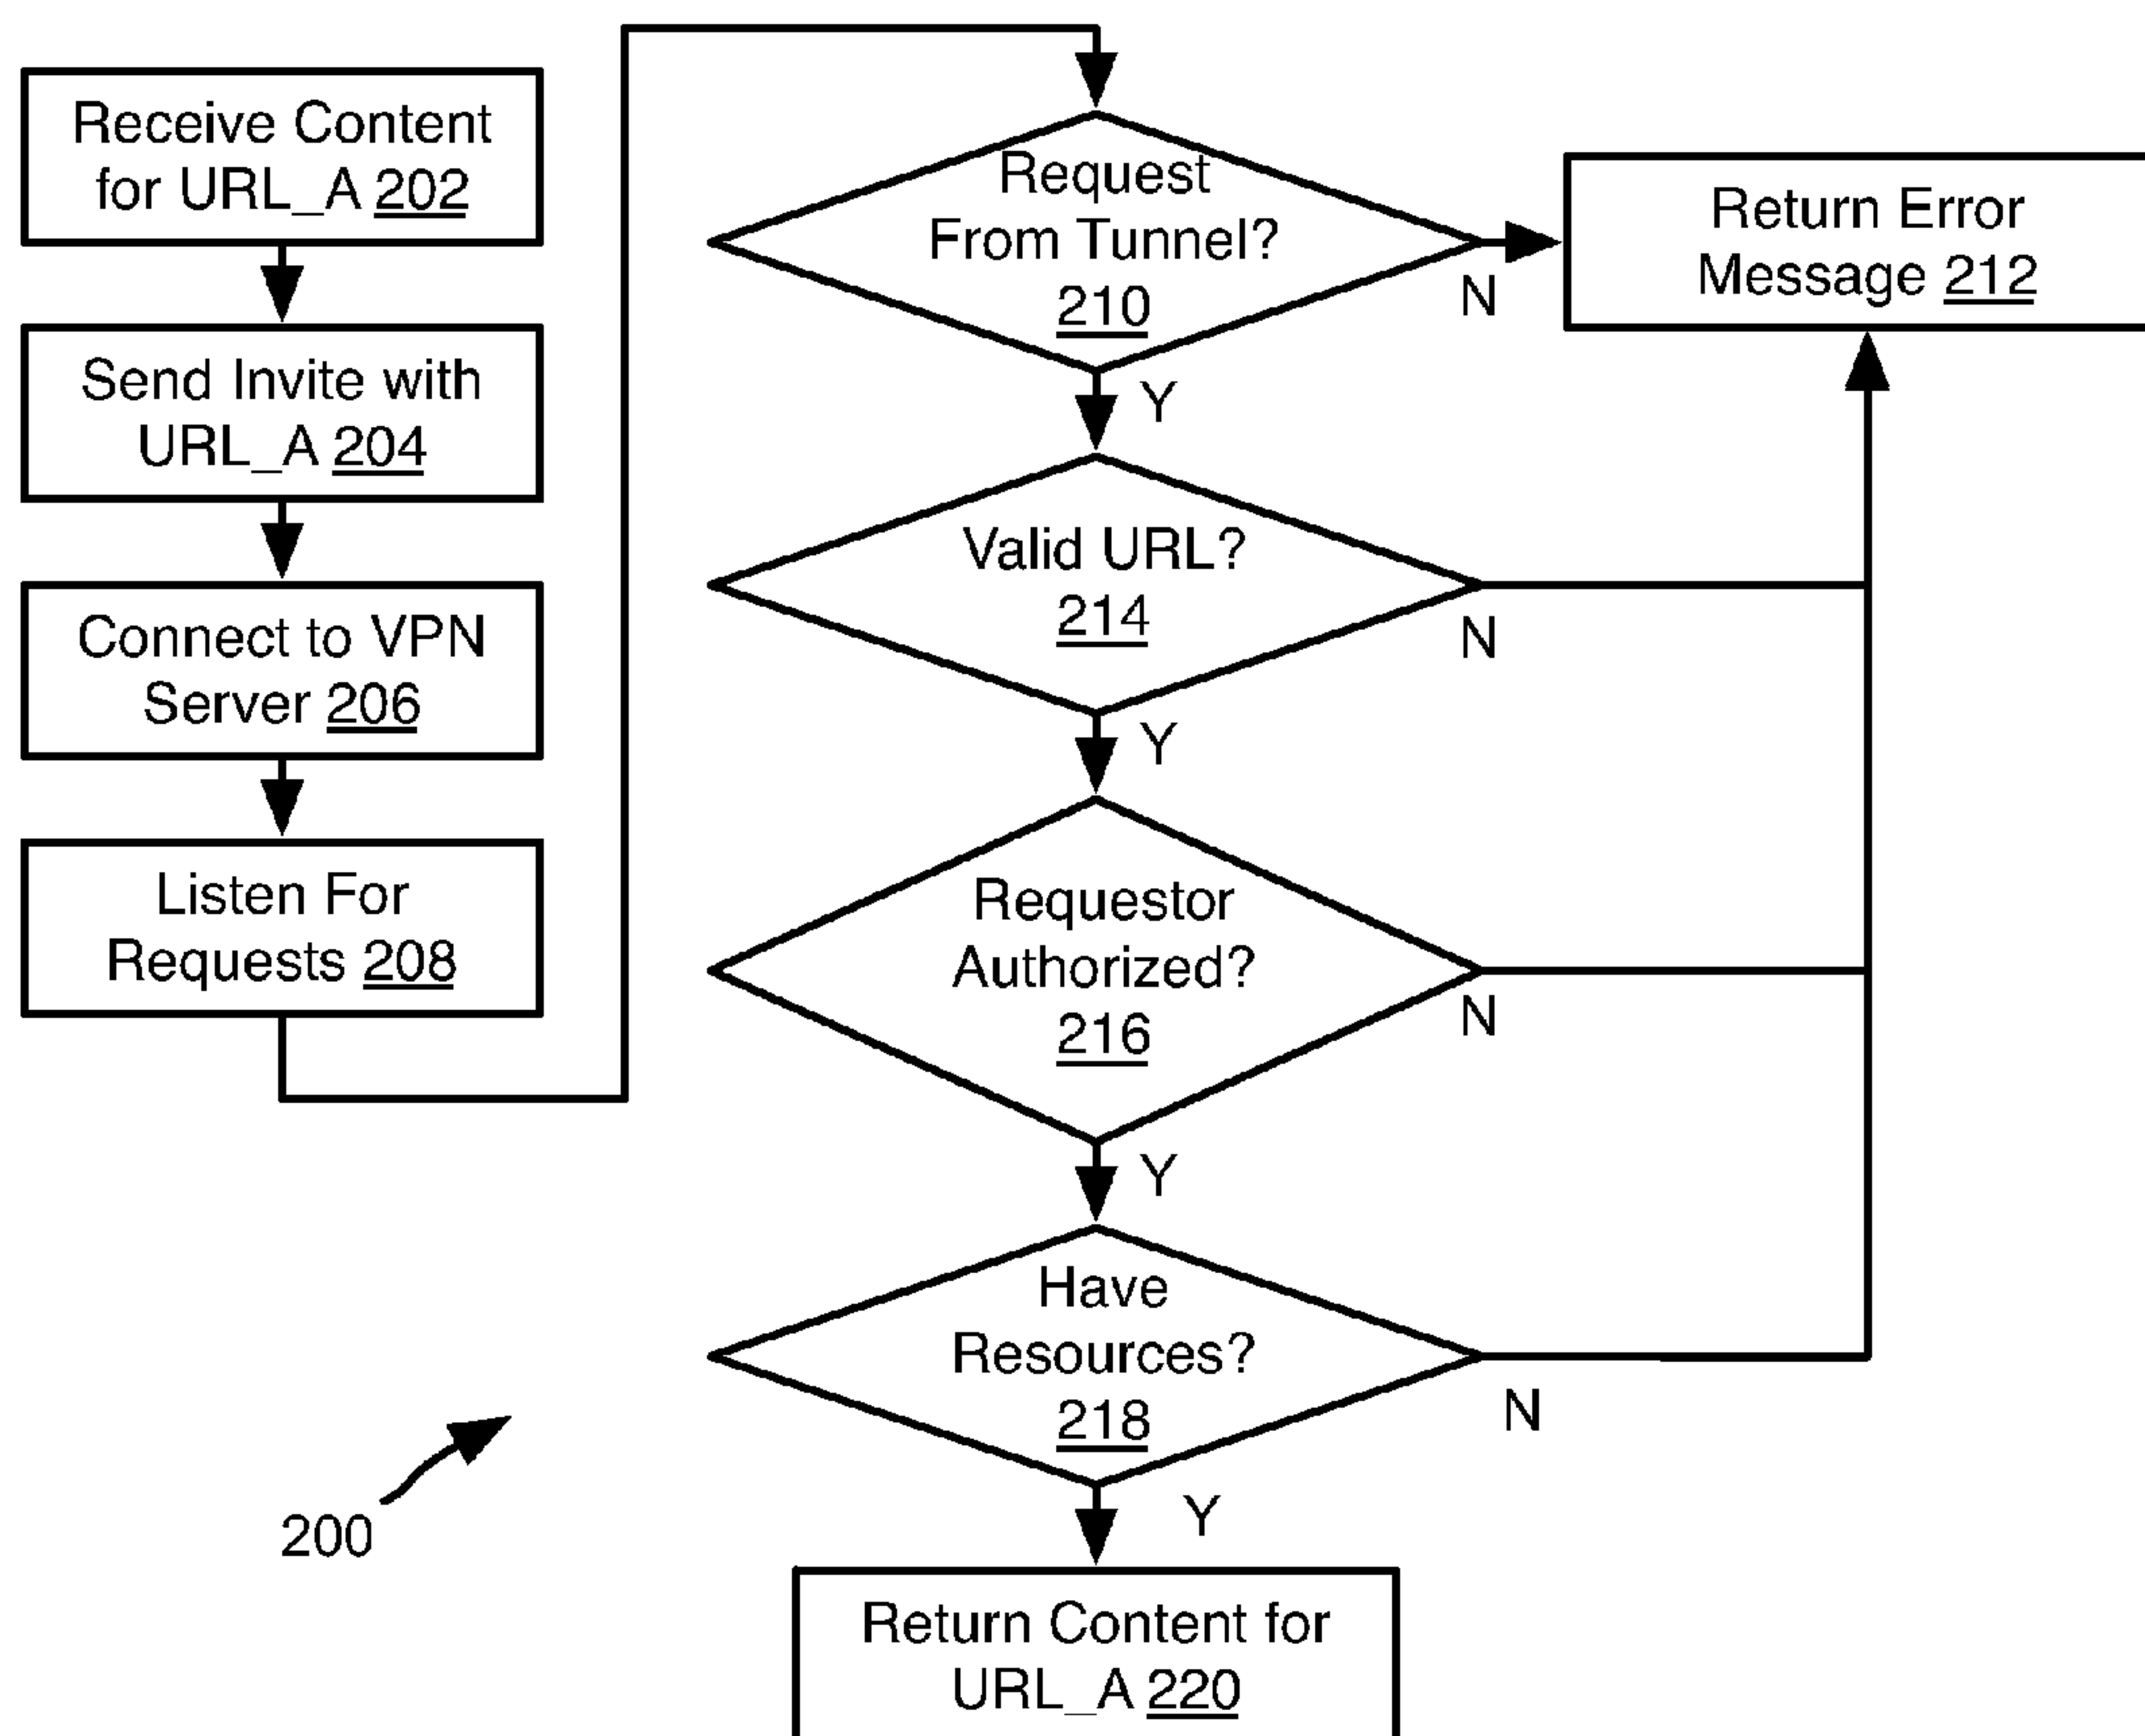 Receive Content
for URL_A 202
Send Invite with
URL_A 204
Connect to VPN
Server 206
Listen For
Requests 208
Request
From Tunnel?
210
N
Y
Return Error
Message 212
Valid URL?
214
N
Y
Requestor
Authorized?
216
N
Y
Have
Resources?
218
N
Y
Return Content for
URL_A 220
200